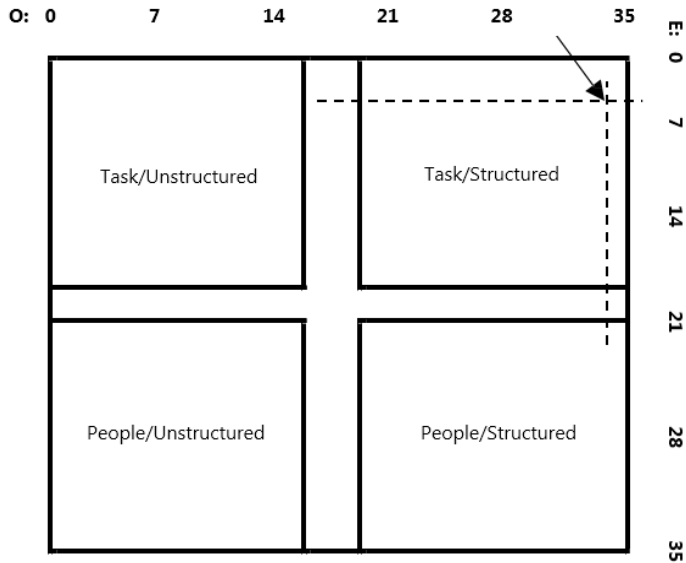 O: 0 7 14 21 28 35
E: 0 7 14 21 28 35
Task/Unstructured
Task/Structured
People/Unstructured
People/Structured